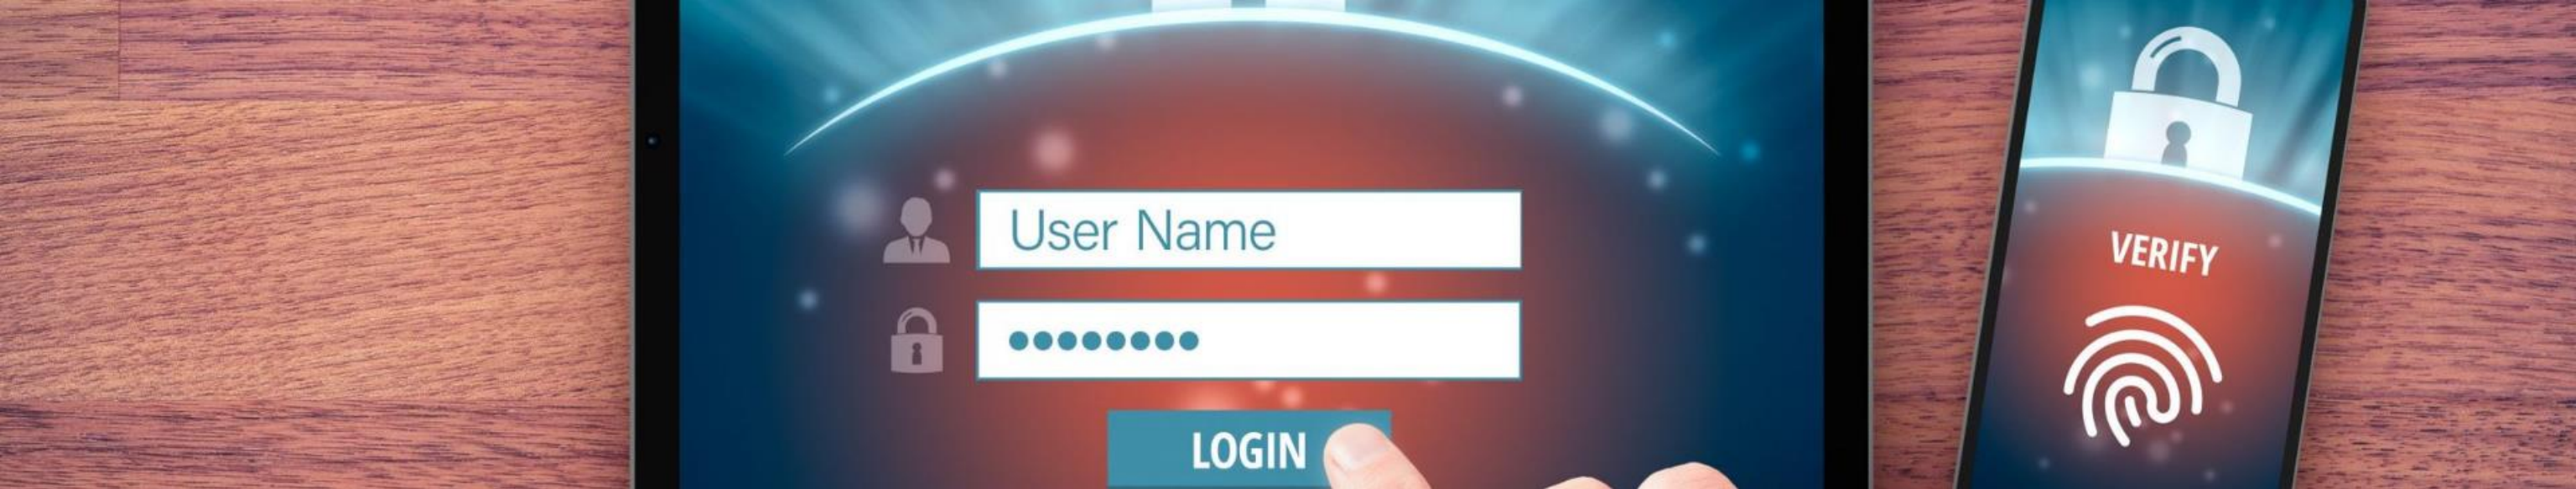 User Name
••••••••
LOGIN
VERIFY